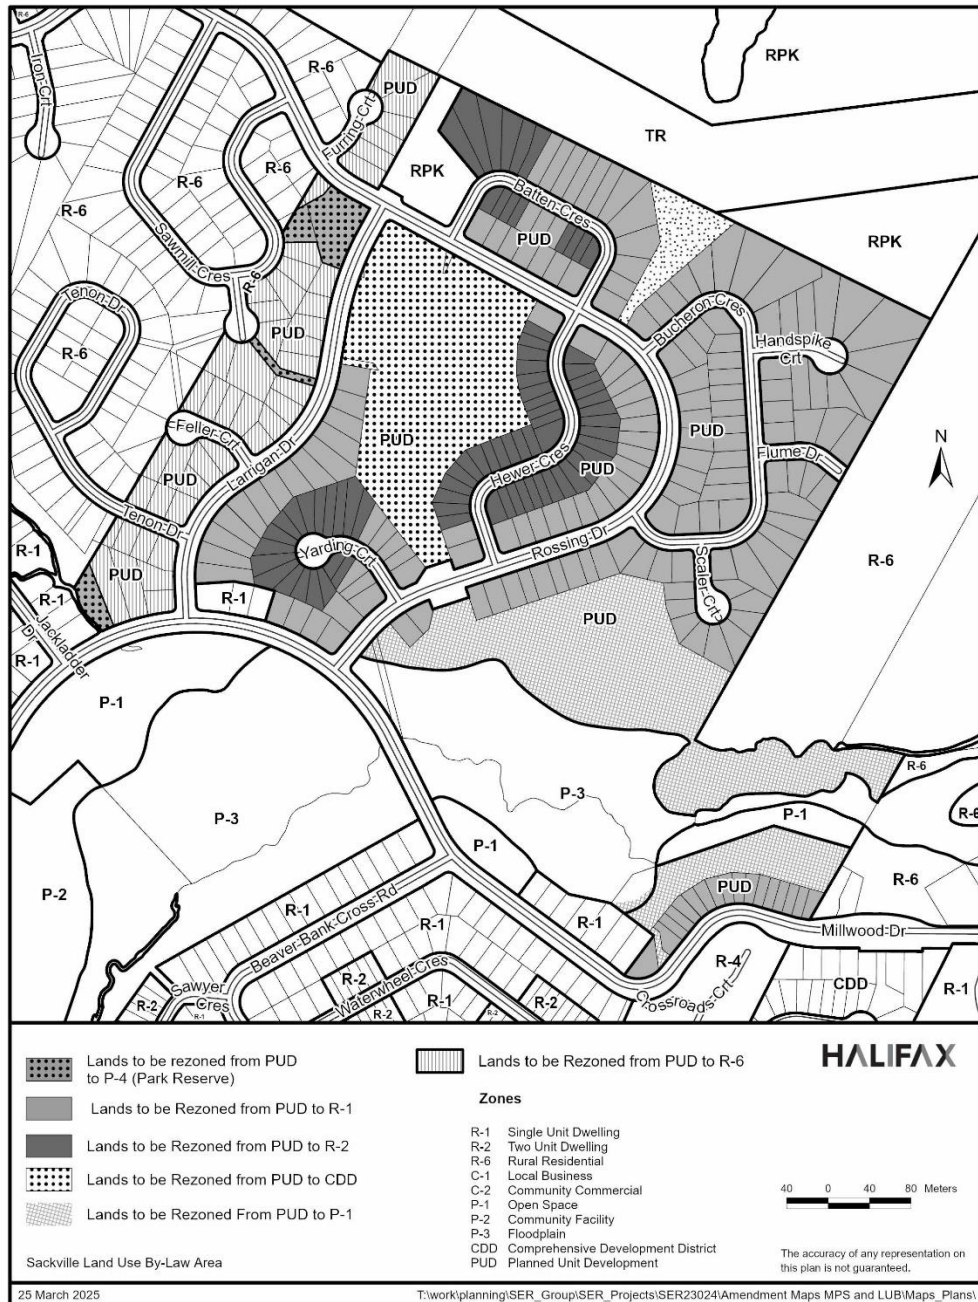 R-6
RPK
Iron Crt
R-6
PUD
Furring Crt
TR
R-6
RPK
R-6
R-6
Batten-Cres
R-6
PUD
RPK
Sawmill-Cres
R-6
Bucheron-Cres
Tenon-Dr
PUD
Handspike Crt
R-6
PUD
PUD
Feller-Crt
Larrigan-Dr
PUD
Flume Dr
N
PUD
Hewer-Cres
PUD
Tenon-Dr
Rossing-Dr
R-1
Yarding-Crt
Scaler-Crt
R-6
PUD
R-1
R-1
PUD
Jackladder Dr
R-1
P-1
P-3
R-6
P-3
P-1
R-6
P-1
P-2
PUD
R-6
R-1
Beaver-Bank-Cross-Rd
R-1
R-1
Millwood-Dr
R-4
R-2
Sawyer Cres
R-2
R-1
Waterwheel-Cres
R-2
R-1
R-2
R-2
Crossroads-Crt
CDD
R-1
Lands to be rezoned from PUD
to P-4 (Park Reserve)
Lands to be Rezoned from PUD to R-1
Lands to be Rezoned from PUD to R-2
Lands to be Rezoned from PUD to CDD
Lands to be Rezoned From PUD to P-1
Sackville Land Use By-Law Area
Lands to be Rezoned from PUD to R-6
Zones
R-1 Single Unit Dwelling
R-2 Two Unit Dwelling
R-6 Rural Residential
C-1 Local Business
C-2 Community Commercial
P-1 Open Space
P-2 Community Facility
P-3 Floodplain
CDD Comprehensive Development District
PUD Planned Unit Development
HALIFAX
40 0 40 80 Meters
The accuracy of any representation on
this plan is not guaranteed.
25 March 2025
T:\work\planning\SER_Group\SER_Projects\SER23024\Amendment Maps MPS and LUB\Maps_Plans\